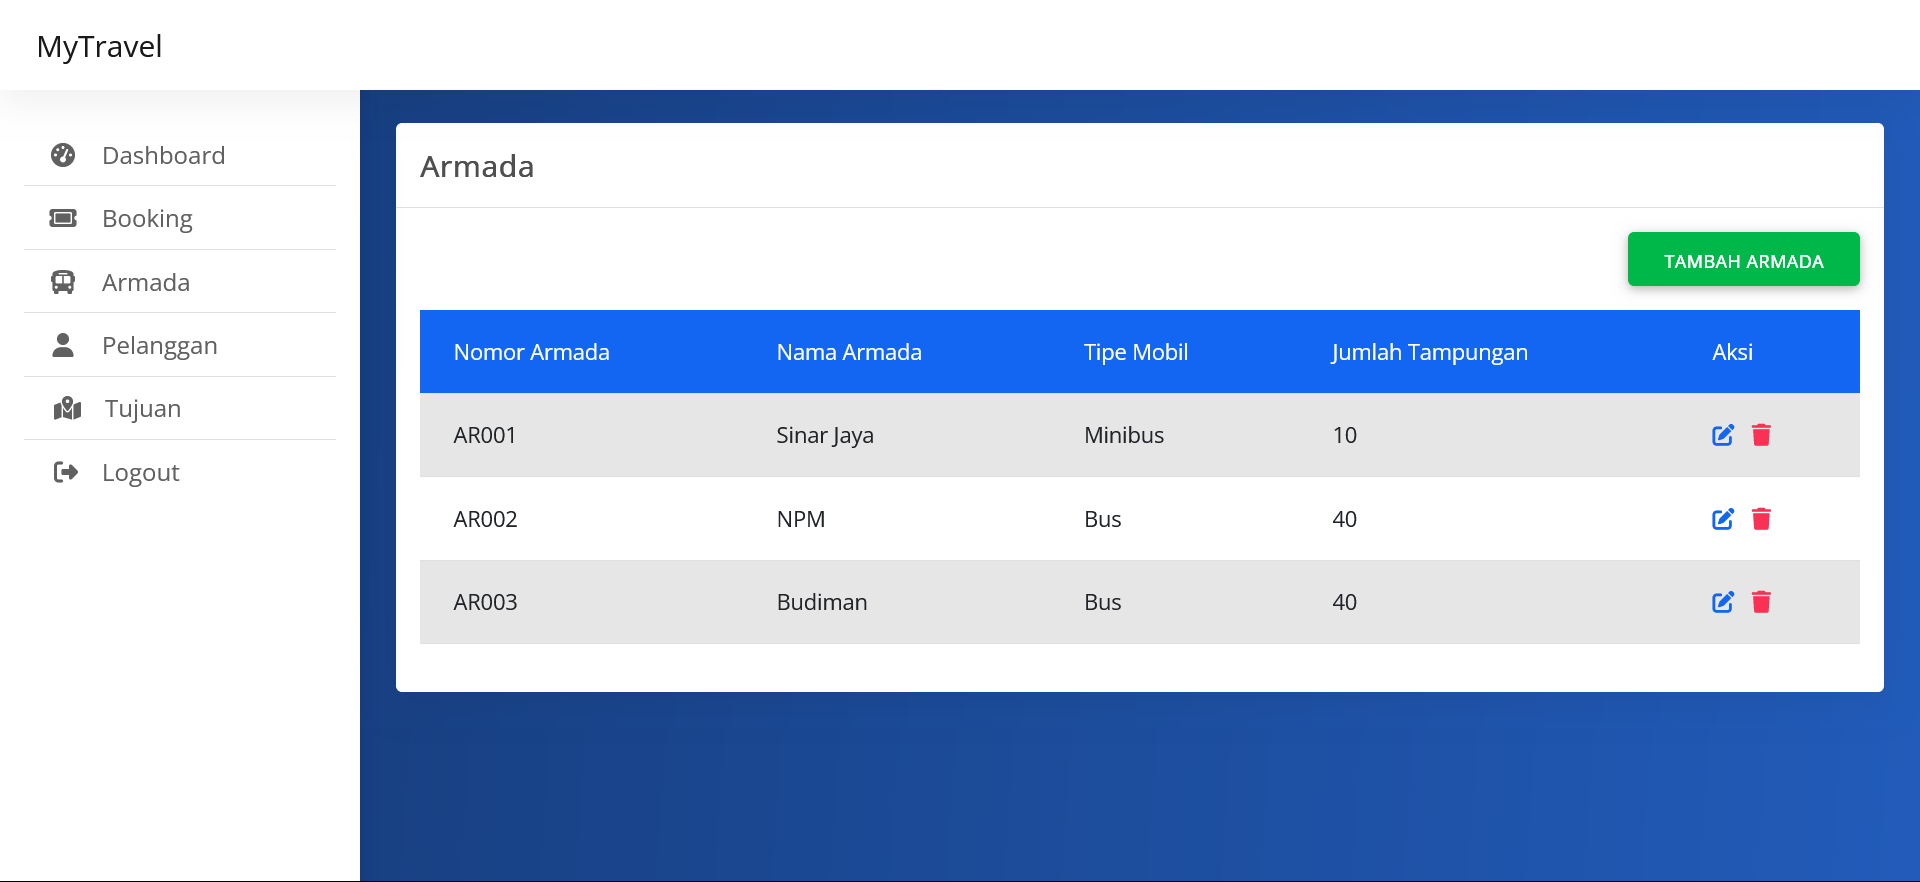 MyTravel
Dashboard
Booking
Armada
Pelanggan
Tujuan
Logout
Armada
TAMBAH ARMADA
Nomor Armada Nama Armada Tipe Mobil Jumlah Tampungan Aksi
AR001 Sinar Jaya Minibus 10
AR002 NPM Bus 40
AR003 Budiman Bus 40